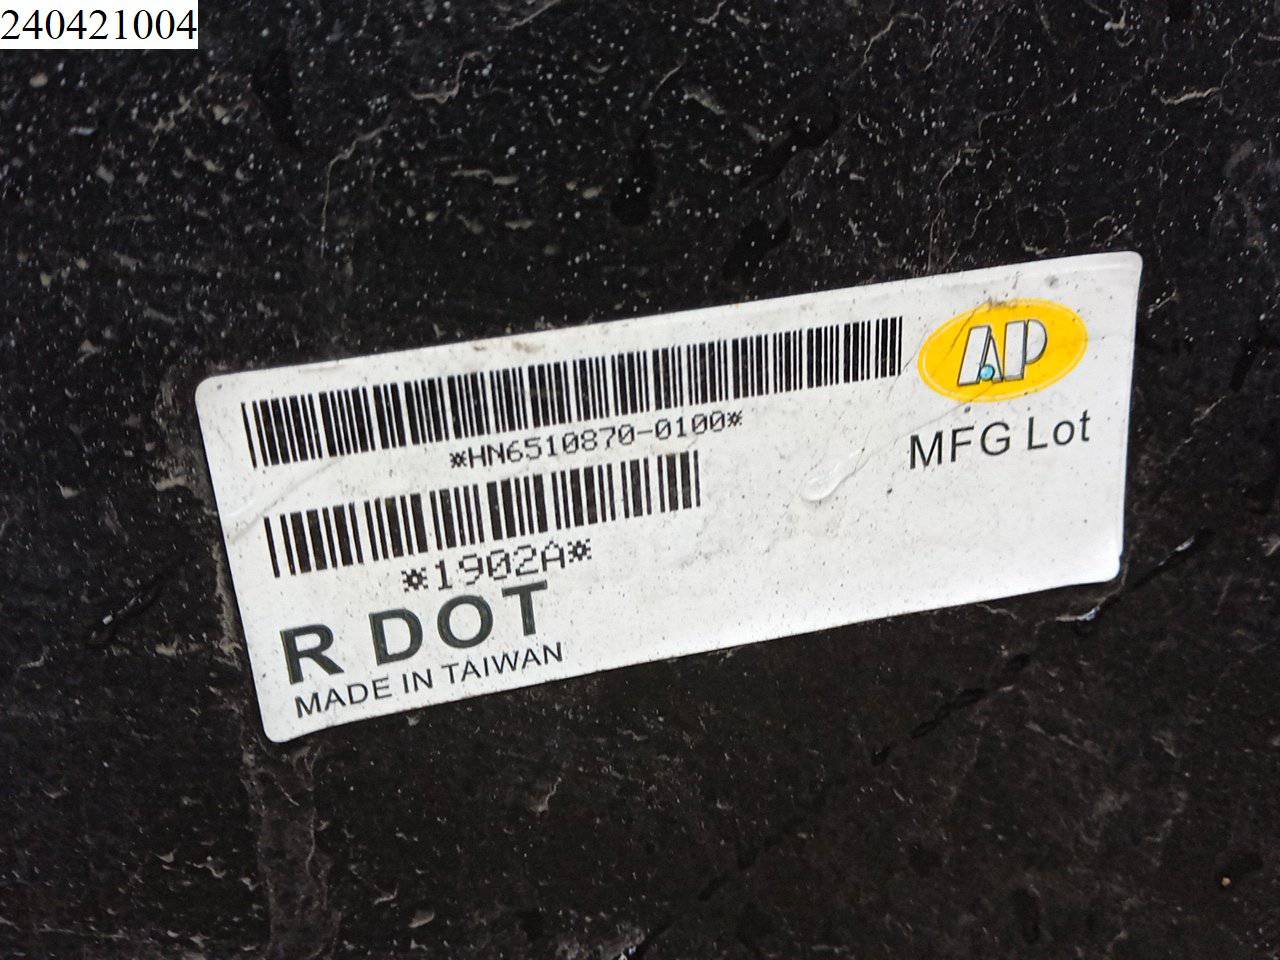 240421004
AP
*HN6510870-0100*
MFG Lot
*1902A*
R DOT
MADE IN TAIWAN